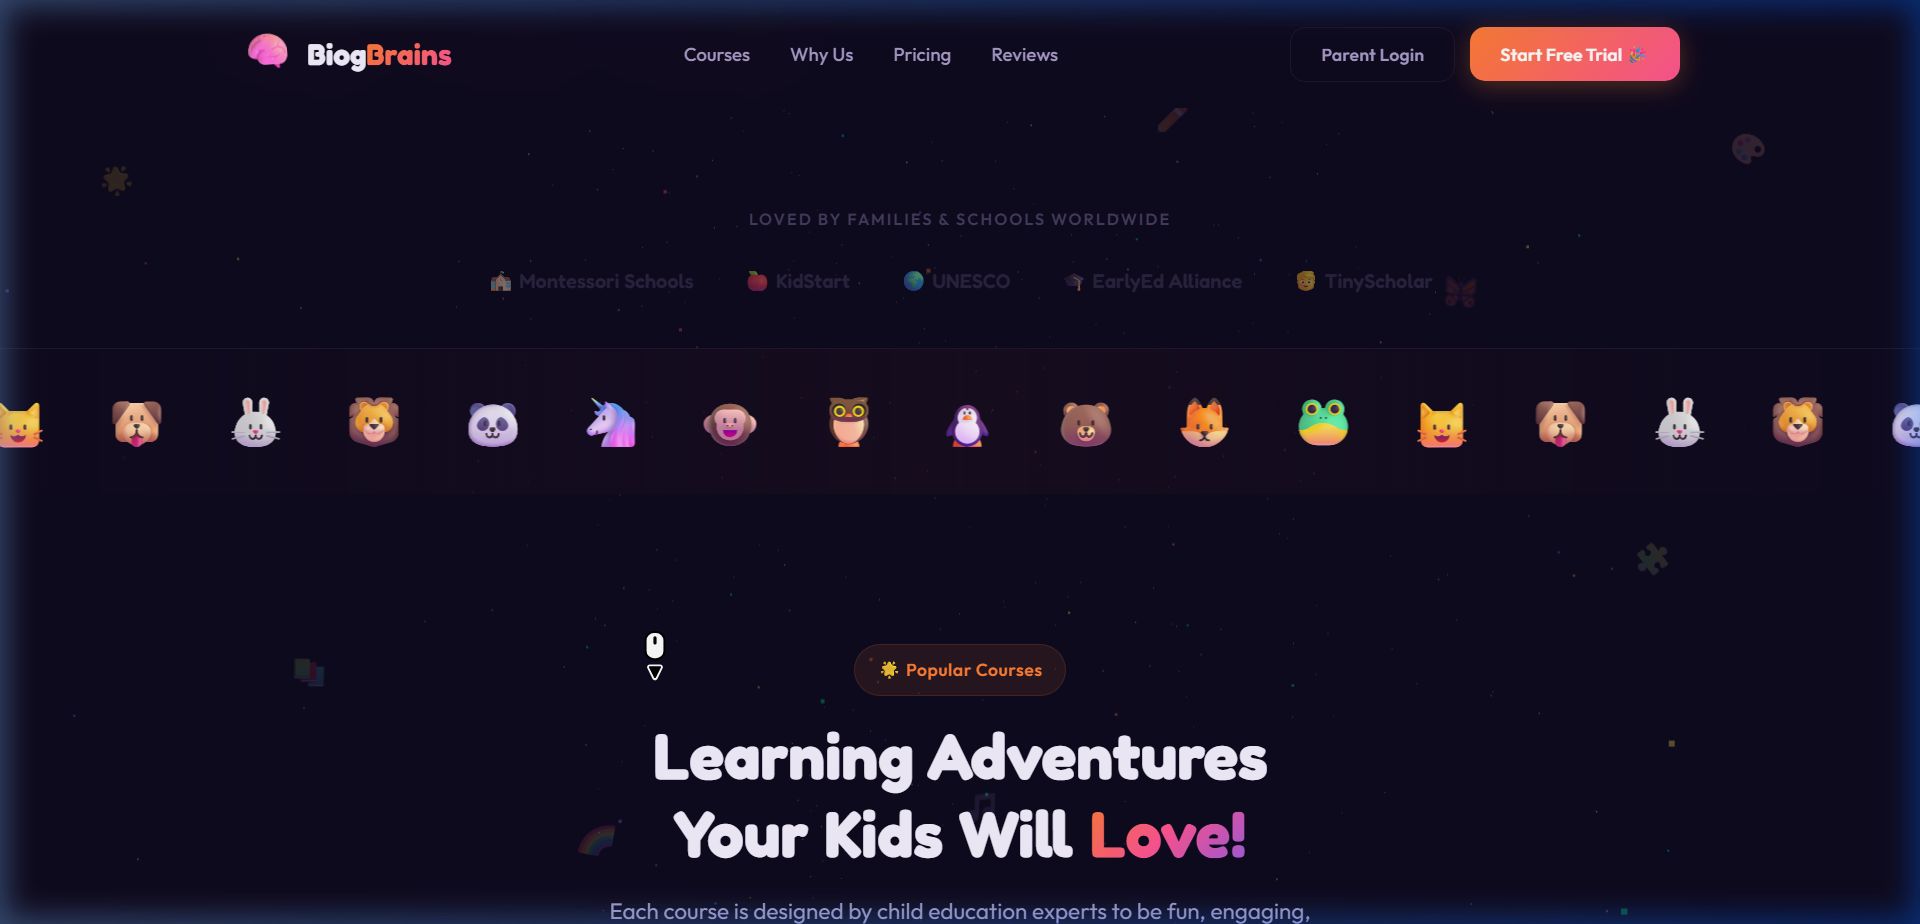 BiogBrains
Courses
Why Us
Pricing
Reviews
Parent Login
Start Free Trial
LOVED BY FAMILIES & SCHOOLS WORLDWIDE
Montessori Schools
KidStart
UNESCO
EarlyEd Alliance
TinyScholar
Popular Courses
Learning Adventures
Your Kids Will Love!
Each course is designed by child education experts to be fun, engaging,